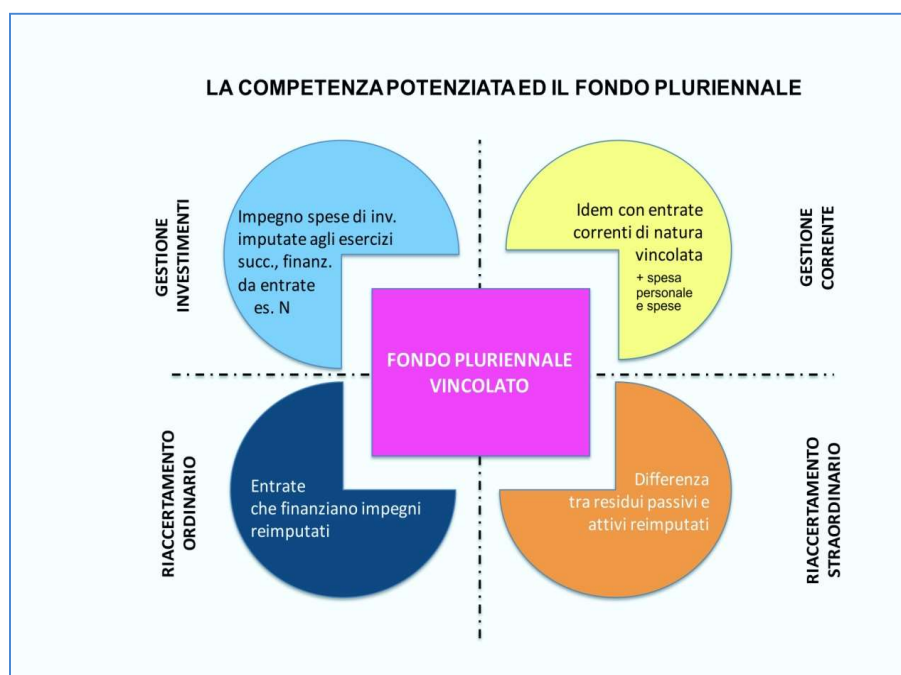 LA COMPETENZA POTENZIATA ED IL FONDO PLURIENNALE
GESTIONE
INVESTIMENTI
Impegno spese di inv.
imputate agli esercizi
succ., finanz.
da entrate
es. N
Idem con entrate
correnti di natura
vincolata
+ spesa
personale
e spese
GESTIONE
CORRENTE
FONDO PLURIENNALE
VINCOLATO
RIACCERTAMENTO
ORDINARIO
Entrate
che finanziano impegni
reimputati
Differenza
tra residui passivi e
attivi reimputati
RIACCERTAMENTO
STRAORDINARIO